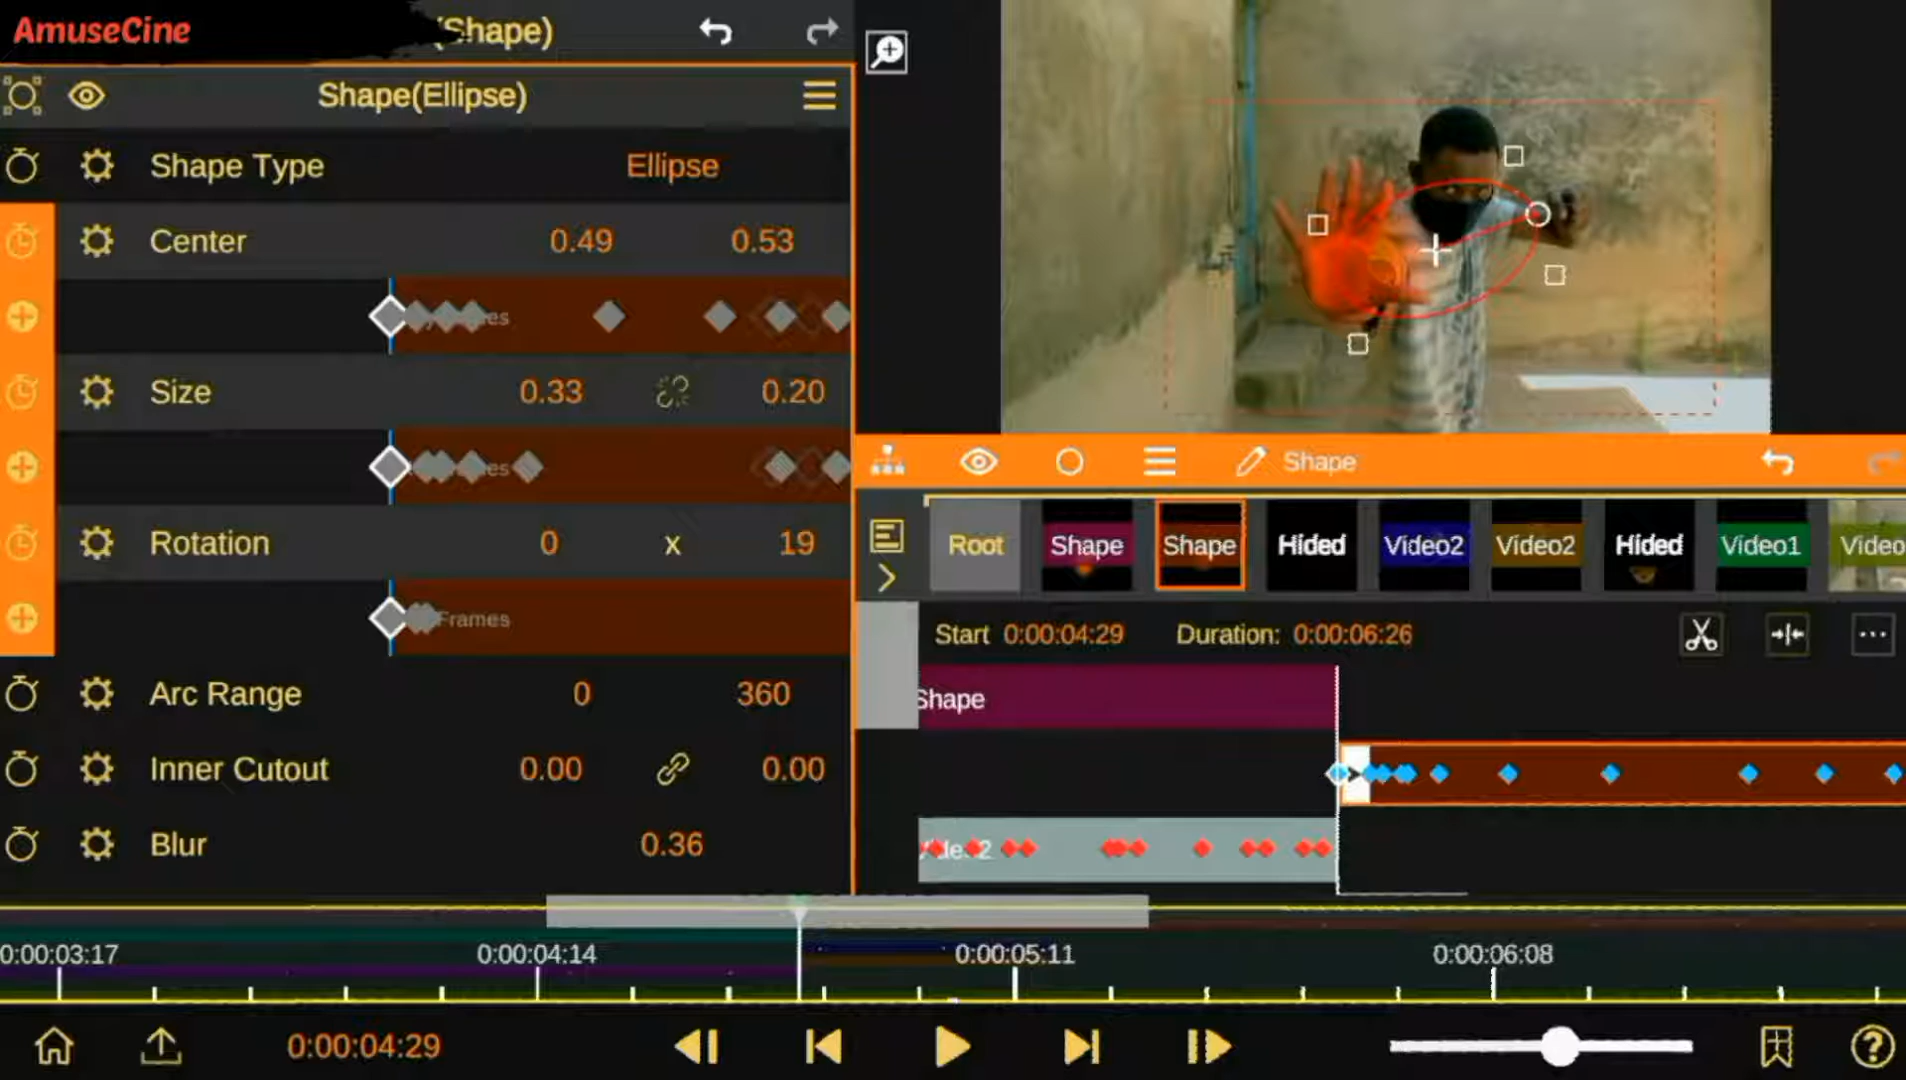 AmuseCine
(Shape)
Shape(Ellipse)
Shape Type Ellipse
Center 0.49 0.53
Size 0.33 0.20
Rotation 0 x 19
Frames
Arc Range 0 360
Inner Cutout 0.00 0.00
Blur 0.36
Shape
Root Shape Shape Hided Video2 Video2 Hided Video1 Video
Start 0:00:04:29 Duration: 0:00:06:26
Shape
0:00:03:17 0:00:04:14 0:00:05:11 0:00:06:08
0:00:04:29